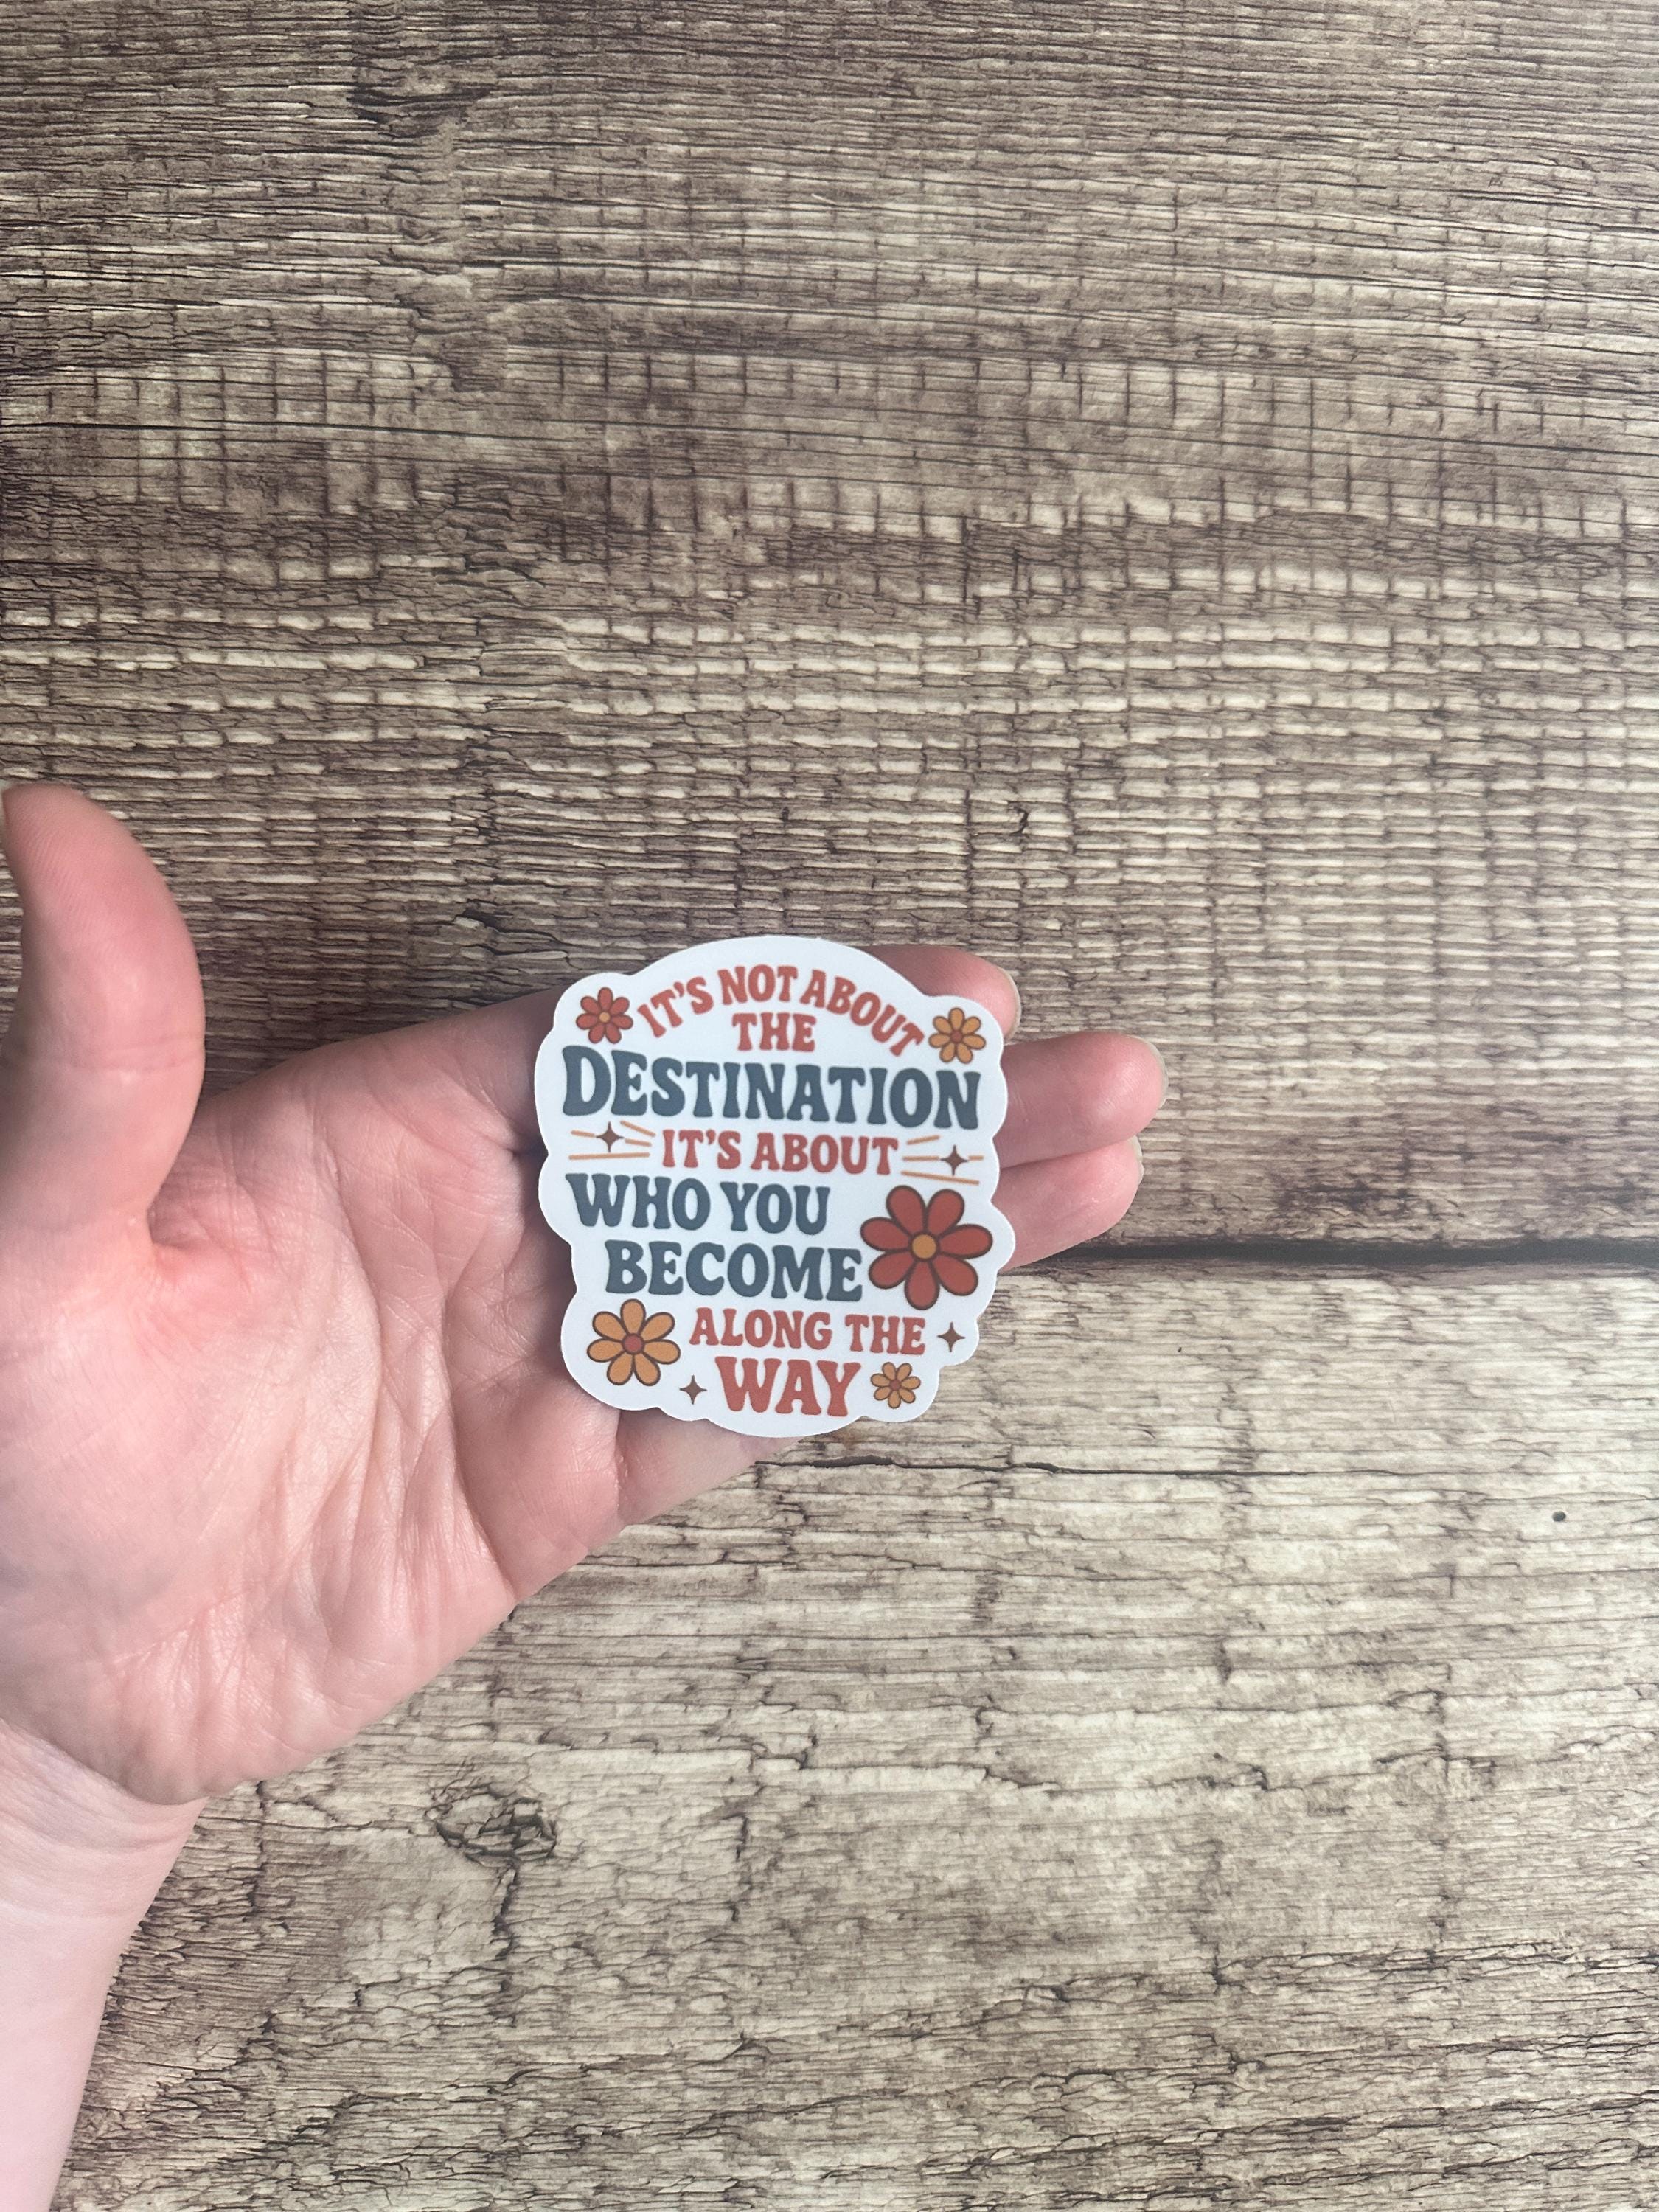 IT'S NOT ABOUT
THE
DESTINATION
IT'S ABOUT
WHO YOU
BECOME
ALONG THE
WAY